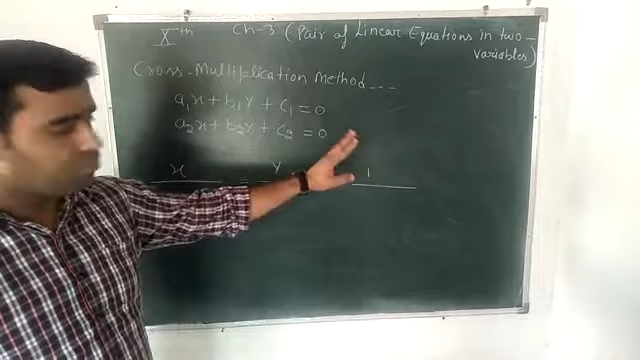 Xth Ch-3 (Pair of Linear Equations in two-
variables)
Cross-Multiplication Method...
a₁x + b₁y + c₁ = 0
a₂x + b₂y + c₂ = 0
x = y 1